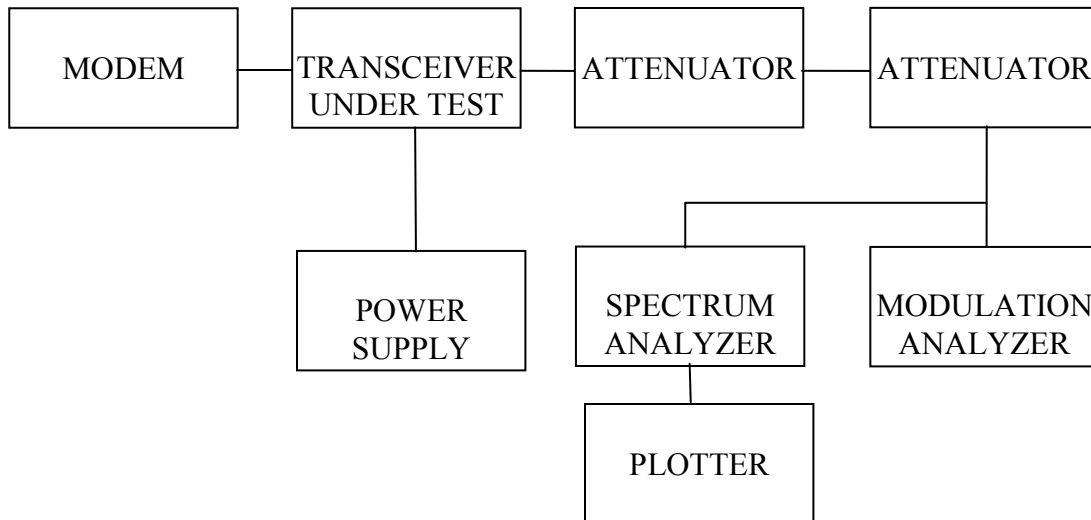 MODEM
TRANSCEIVER
UNDER TEST
ATTENUATOR
ATTENUATOR
POWER
SUPPLY
SPECTRUM
ANALYZER
MODULATION
ANALYZER
PLOTTER